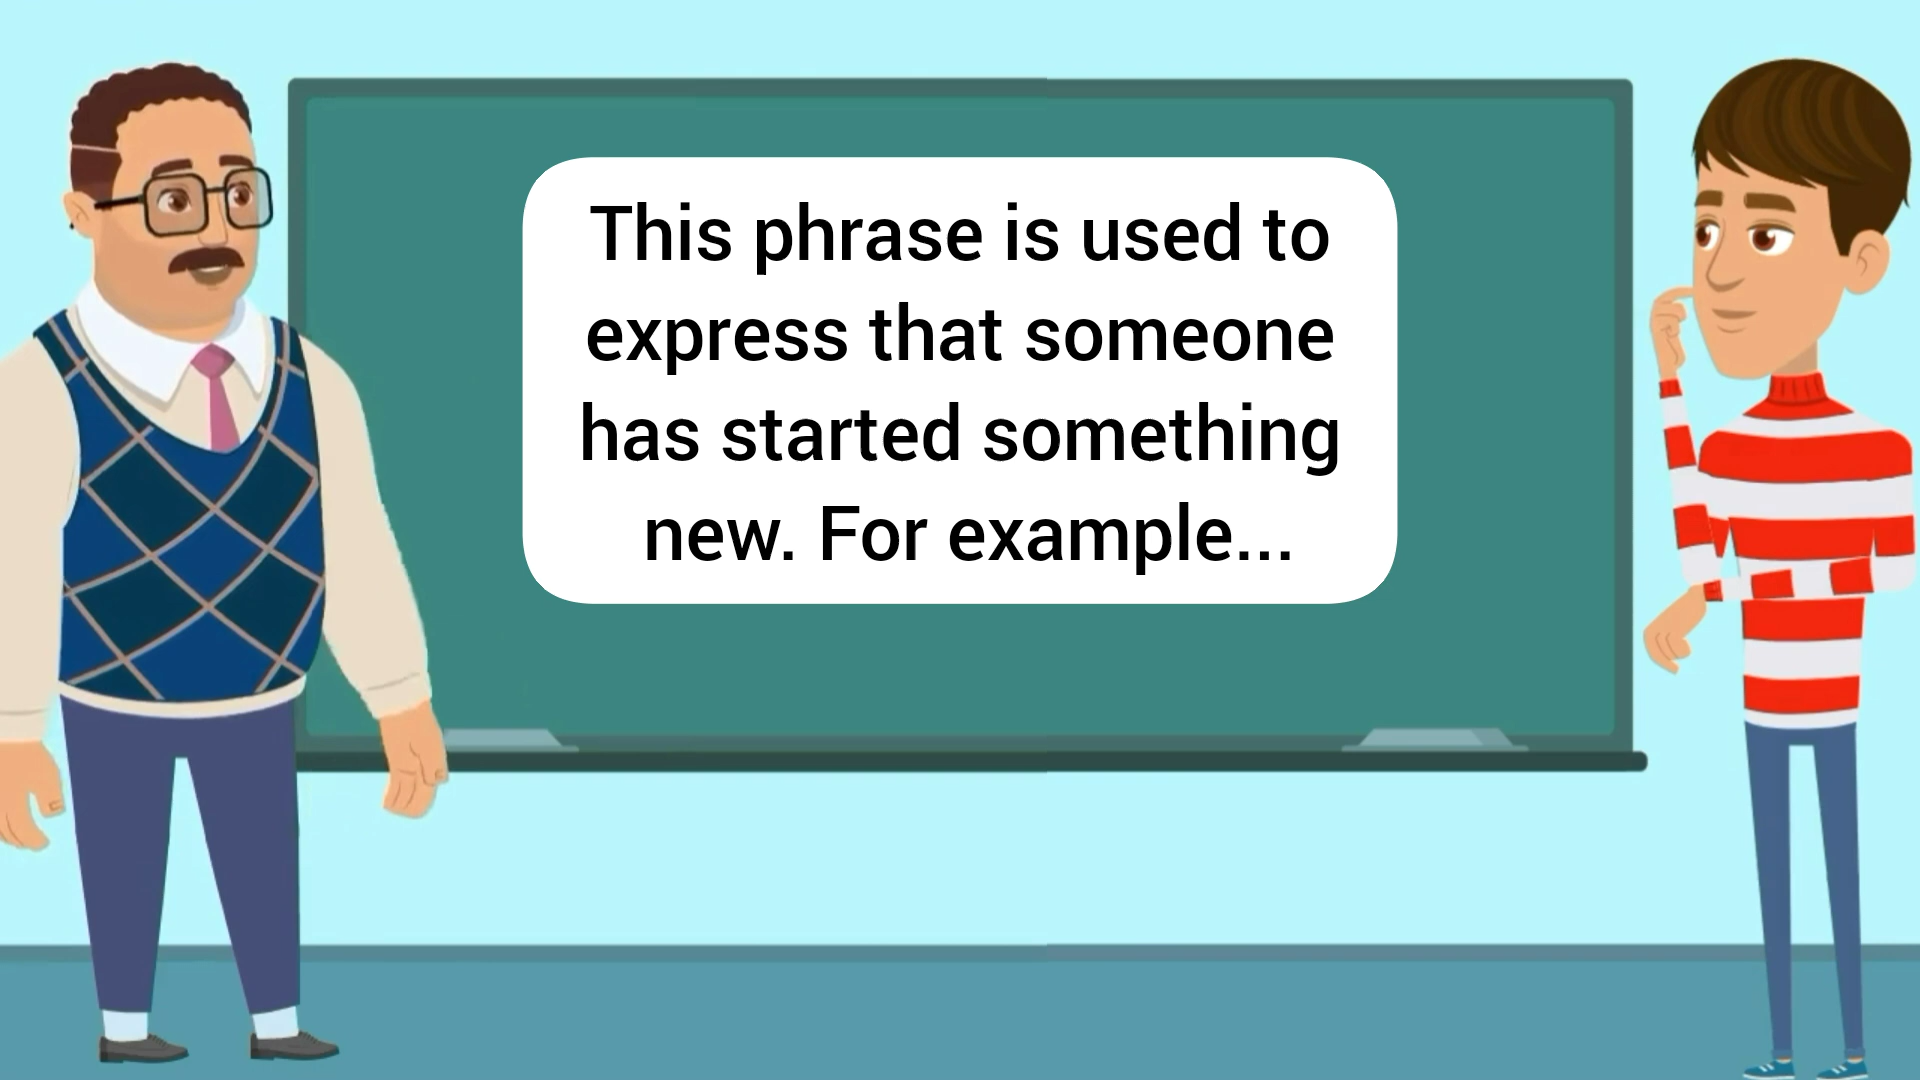 This phrase is used to
express that someone
has started something
new. For example...